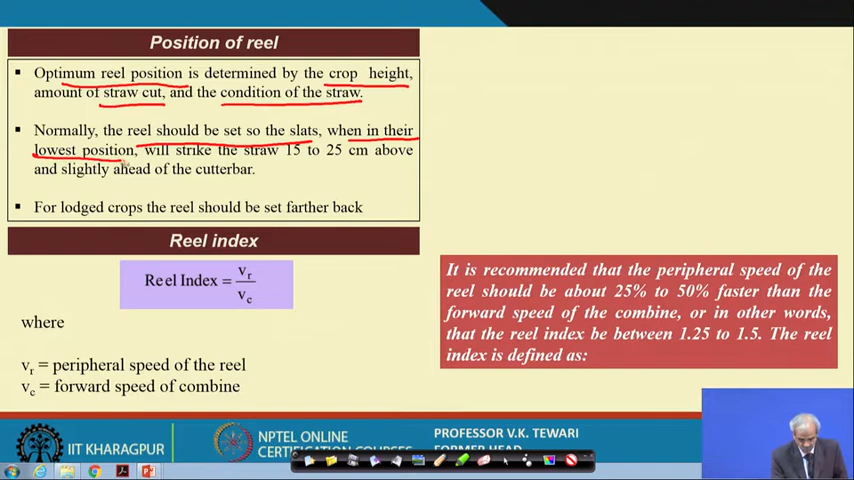 Position of reel
▪ Optimum reel position is determined by the crop height,
amount of straw cut, and the condition of the straw.
▪ Normally, the reel should be set so the slats, when in their
lowest position, will strike the straw 15 to 25 cm above
and slightly ahead of the cutterbar.
▪ For lodged crops the reel should be set farther back
Reel index
Reel Index = vr / vc
where
vr = peripheral speed of the reel
vc = forward speed of combine
It is recommended that the peripheral speed of the
reel should be about 25% to 50% faster than the
forward speed of the combine, or in other words,
that the reel index be between 1.25 to 1.5. The reel
index is defined as:
IIT KHARAGPUR
NPTEL ONLINE
CERTIFICATION COURSES
PROFESSOR V.K. TEWARI
FORMER HEAD